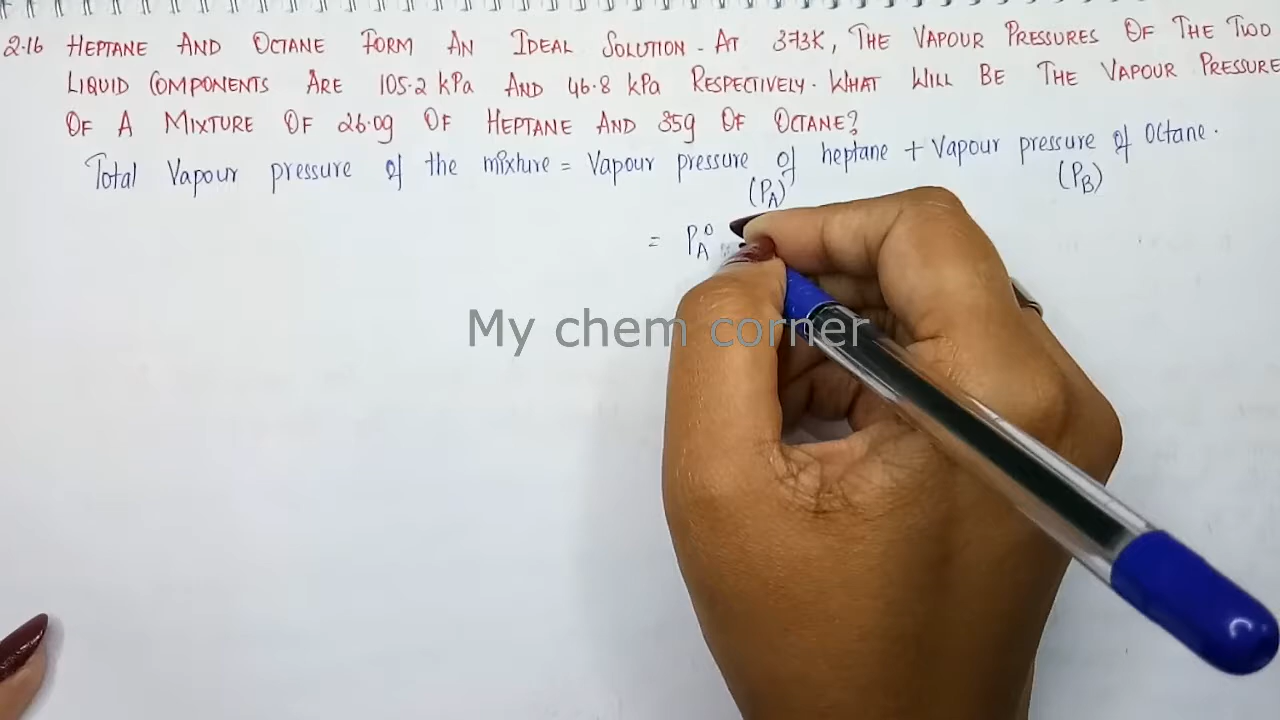 2.16 HEPTANE AND OCTANE FORM AN IDEAL SOLUTION. AT 373K, THE VAPOUR PRESSURES OF THE TWO
LIQUID COMPONENTS ARE 105.2 kPa AND 46.8 kPa RESPECTIVELY. WHAT WILL BE THE VAPOUR PRESSURE
OF A MIXTURE OF 26.0g OF HEPTANE AND 35g OF OCTANE?
Total Vapour pressure of the mixture = Vapour pressure of heptane + Vapour pressure of Octane.
(PA) (PB)
= PA°
My chem corner